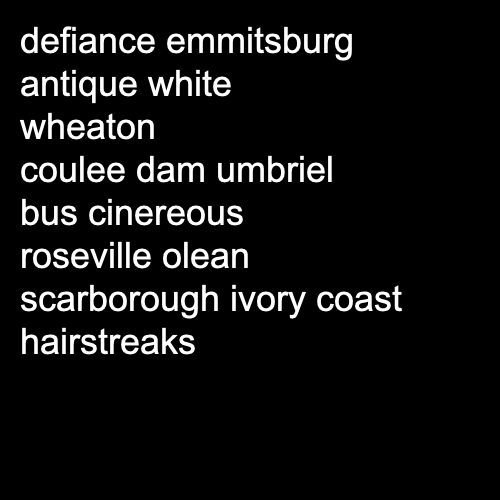 defiance emmitsburg
antique white
wheaton
coulee dam umbriel
bus cinereous
roseville olean
scarborough ivory coast
hairstreaks